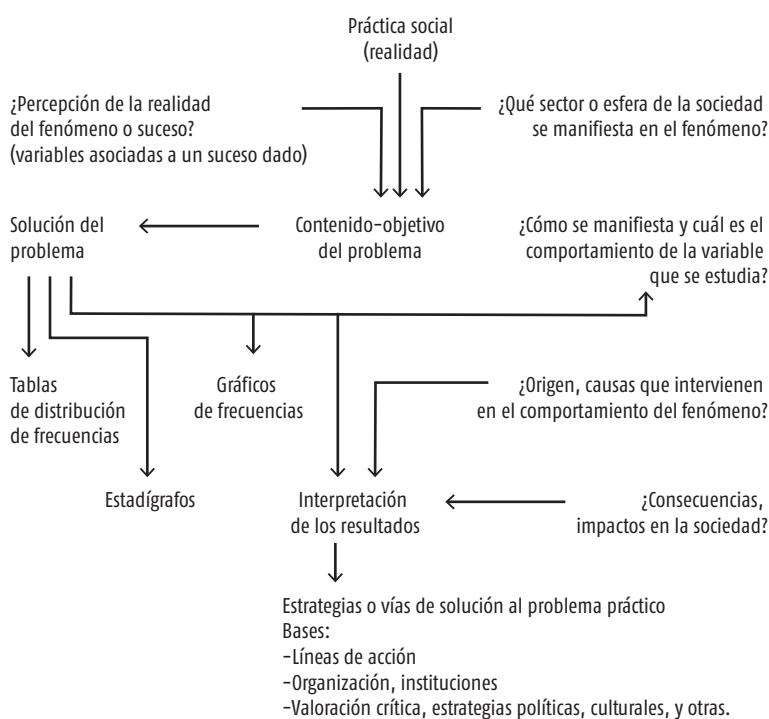 Práctica social
(realidad)
¿Percepción de la realidad
del fenómeno o suceso?
(variables asociadas a un suceso dado)
¿Qué sector o esfera de la sociedad
se manifiesta en el fenómeno?
Solución del
problema
Contenido-objetivo
del problema
¿Cómo se manifiesta y cuál es el
comportamiento de la variable
que se estudia?
Tablas
de distribución
de frecuencias
Gráficos
de frecuencias
¿Origen, causas que intervienen
en el comportamiento del fenómeno?
Estadígrafos
Interpretación
de los resultados
¿Consecuencias,
impactos en la sociedad?
Estrategias o vías de solución al problema práctico
Bases:
-Líneas de acción
-Organización, instituciones
-Valoración crítica, estrategias políticas, culturales, y otras.